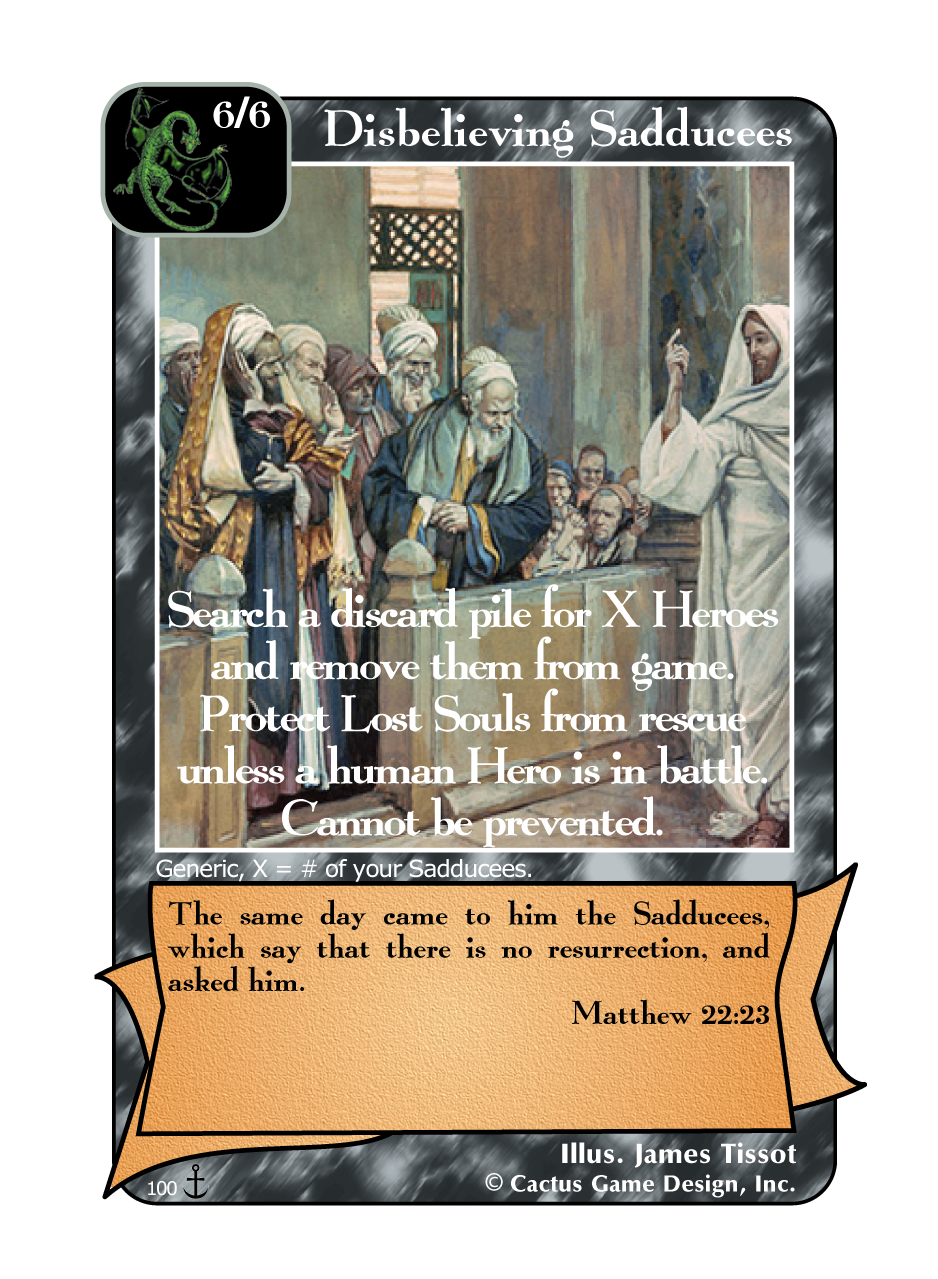 6/6
Disbelieving Sadducees
Search a discard pile for X Heroes
and remove them from game.
Protect Lost Souls from rescue
unless a human Hero is in battle.
Cannot be prevented.
Generic, X = # of your Sadducees.
The same day came to him the Sadducees,
which say that there is no resurrection, and
asked him.
Matthew 22:23
Illus. James Tissot
100
© Cactus Game Design, Inc.